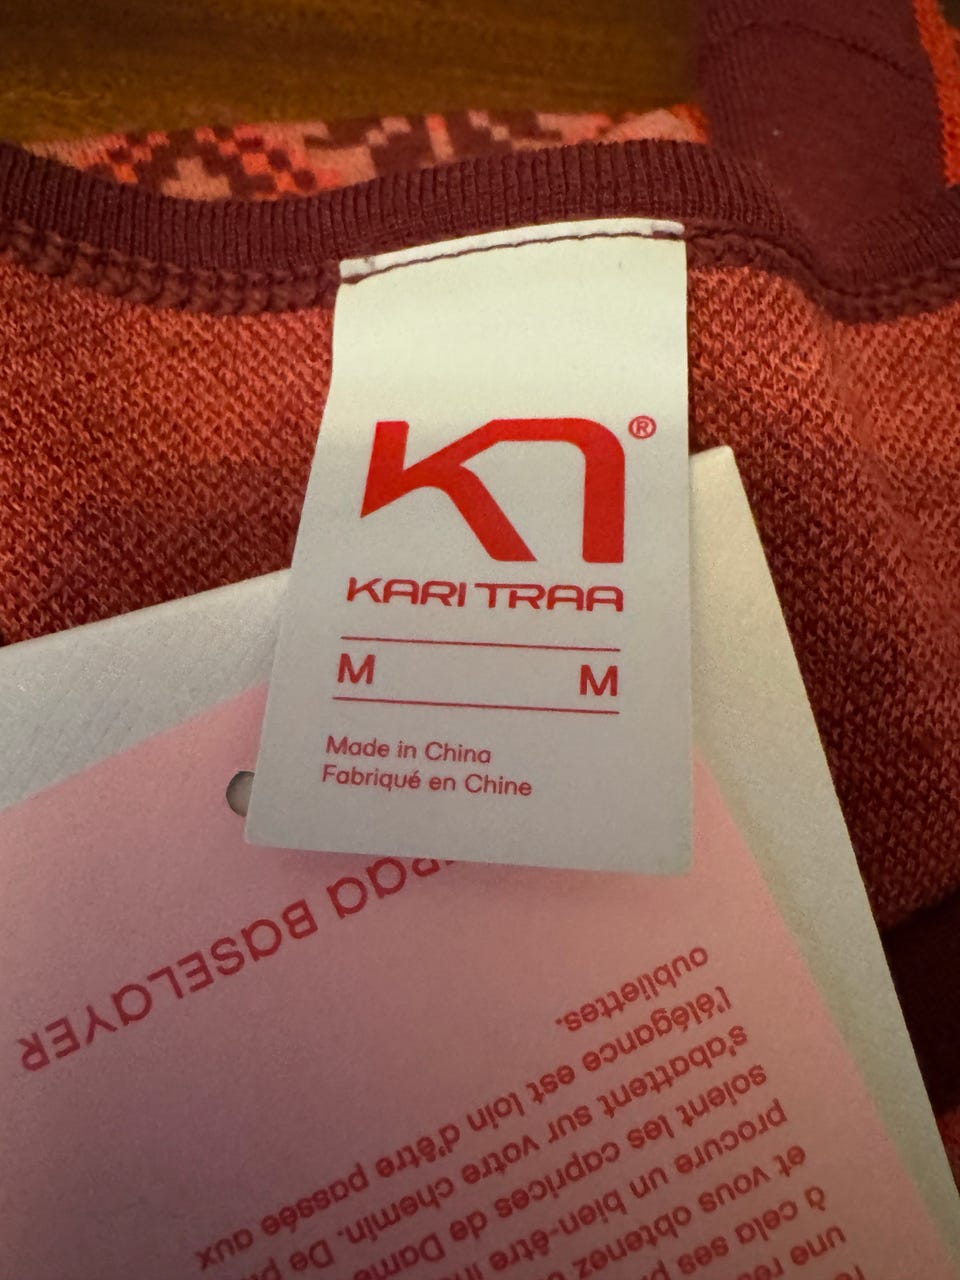 K1®
KARI TRAA
M M
Made in China
Fabriqué en Chine
une
à cela ses
et vous obtenez
procure un bien-être
soient les caprices de Dame
s'abattent sur votre chemin. De
l'élégance est loin d'être passée aux
oubliettes.
BASELAYER